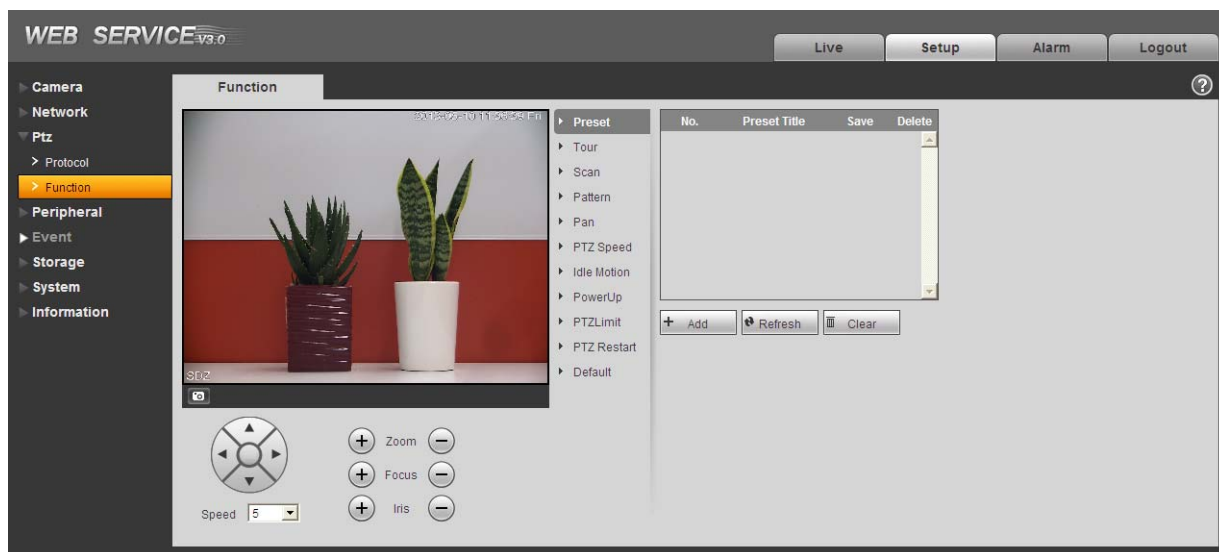 WEB SERVICE V3.0
Live
Setup
Alarm
Logout
Camera
Network
Ptz
Protocol
Function
Peripheral
Event
Storage
System
Information
Function
SDZ
Preset
Tour
Scan
Pattern
Pan
PTZ Speed
Idle Motion
PowerUp
PTZLimit
PTZ Restart
Default
No. Preset Title Save Delete
+ Add
Refresh
Clear
Zoom
Focus
Iris
Speed 5